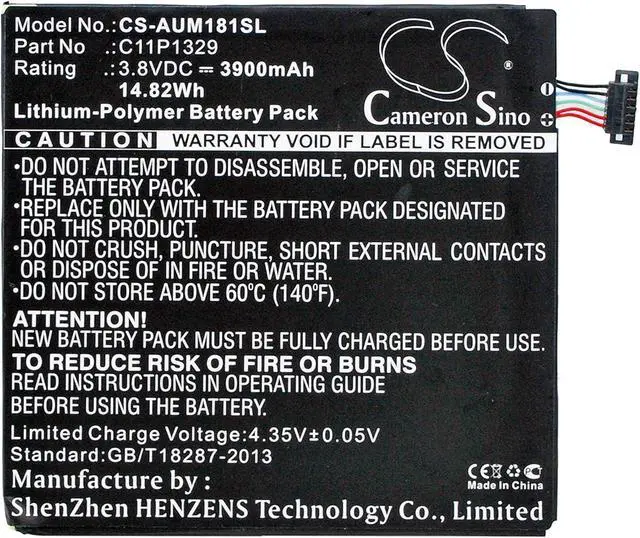 Model No.:CS-AUM181SL
Part No .:C11P1329
Rating .:3.8VDC ⎓ 3900mAh
14.82Wh
Lithium-Polymer Battery Pack
CS
®
Cameron Sino
CAUTION WARRANTY VOID IF LABEL IS REMOVED
•DO NOT ATTEMPT TO DISASSEMBLE, OPEN OR SERVICE
THE BATTERY PACK.
•REPLACE ONLY WITH THE BATTERY PACK DESIGNATED
FOR THIS PRODUCT.
•DO NOT CRUSH, PUNCTURE, SHORT EXTERNAL CONTACTS
OR DISPOSE OF IN FIRE OR WATER.
•DO NOT STORE ABOVE 60°C (140°F).
ATTENTION!
NEW BATTERY PACK MUST BE FULLY CHARGED BEFORE USE.
TO REDUCE RISK OF FIRE OR BURNS
READ INSTRUCTIONS IN OPERATING GUIDE
BEFORE USING THE BATTERY.
Limited Charge Voltage:4.35V±0.05V
Standard:GB/T18287-2013
CE
Made In China
Manufacture by :
ShenZhen HENZENS Technology Co., Limited